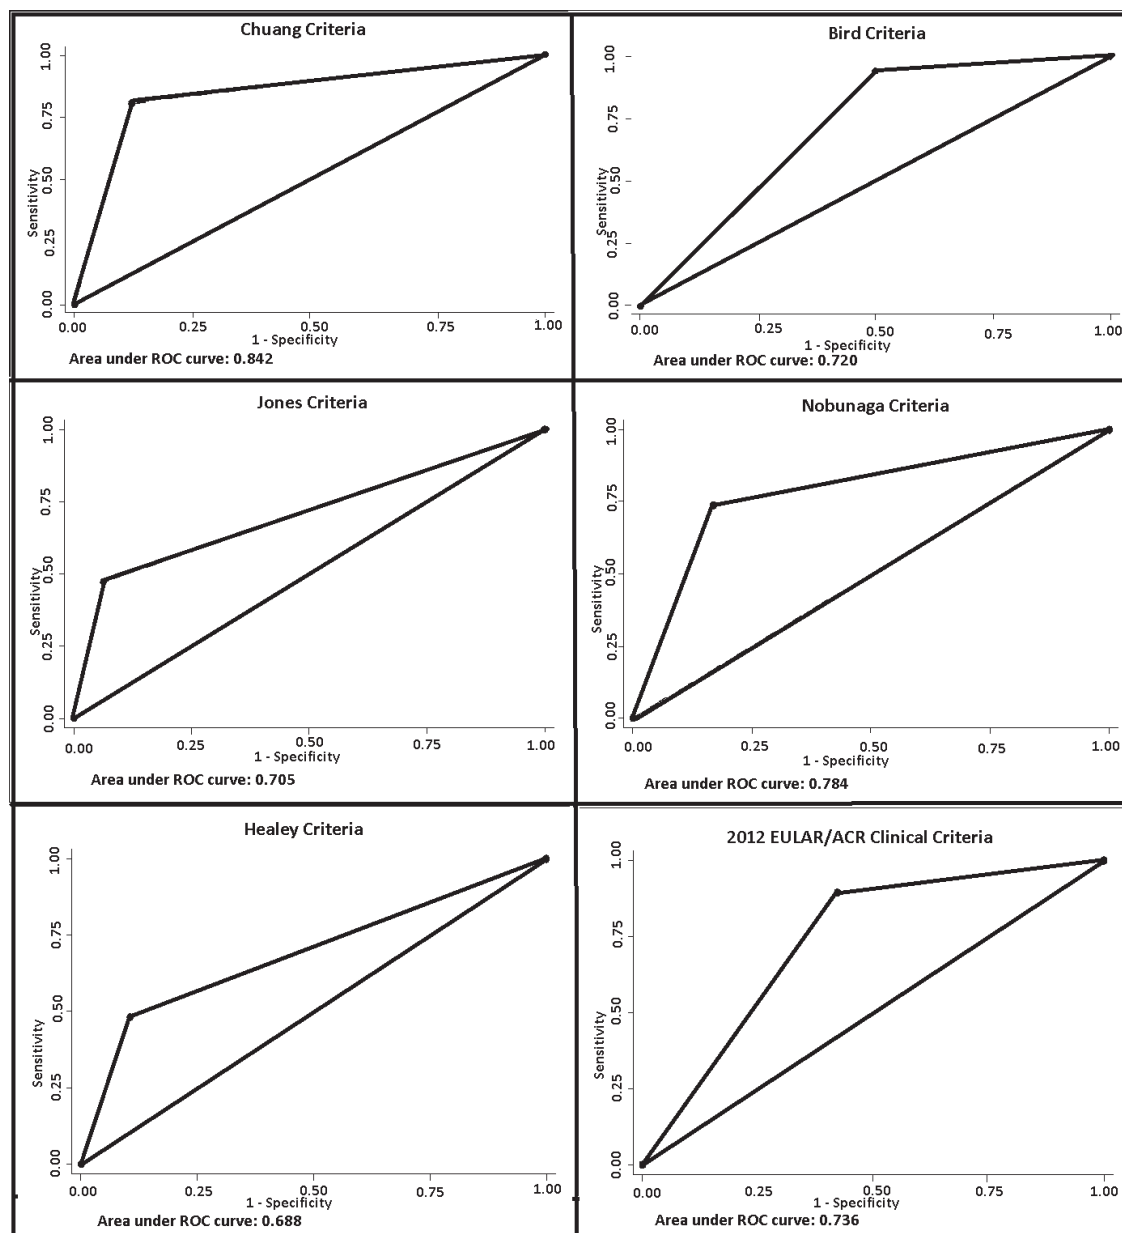 Chuang Criteria
1.00
0.75
0.50
0.25
0.00
Sensitivity
0.00 0.25 0.50 0.75 1.00
1 - Specificity
Area under ROC curve: 0.842
Bird Criteria
1.00
0.75
0.50
0.25
0.00
Sensitivity
0.00 0.25 0.50 0.75 1.00
1 - Specificity
Area under ROC curve: 0.720
Jones Criteria
1.00
0.75
0.50
0.25
0.00
Sensitivity
0.00 0.25 0.50 0.75 1.00
1 - Specificity
Area under ROC curve: 0.705
Nobunaga Criteria
1.00
0.75
0.50
0.25
0.00
Sensitivity
0.00 0.25 0.50 0.75 1.00
1 - Specificity
Area under ROC curve: 0.784
Healey Criteria
1.00
0.75
0.50
0.25
0.00
Sensitivity
0.00 0.25 0.50 0.75 1.00
1 - Specificity
Area under ROC curve: 0.688
2012 EULAR/ACR Clinical Criteria
1.00
0.75
0.50
0.25
0.00
Sensitivity
0.00 0.25 0.50 0.75 1.00
1 - Specificity
Area under ROC curve: 0.736